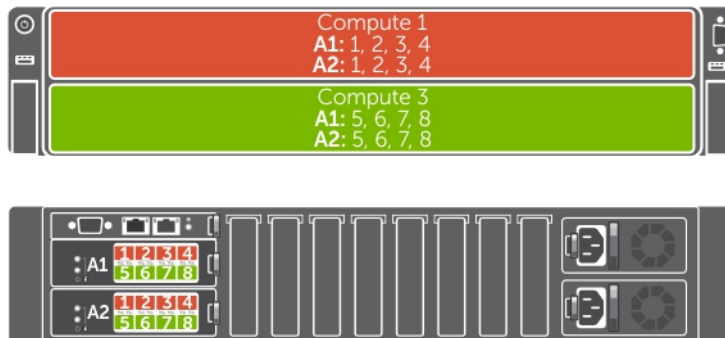 Compute 1
A1: 1, 2, 3, 4
A2: 1, 2, 3, 4
Compute 3
A1: 5, 6, 7, 8
A2: 5, 6, 7, 8
A1 1 2 3 4
5 6 7 8
A2 1 2 3 4
5 6 7 8